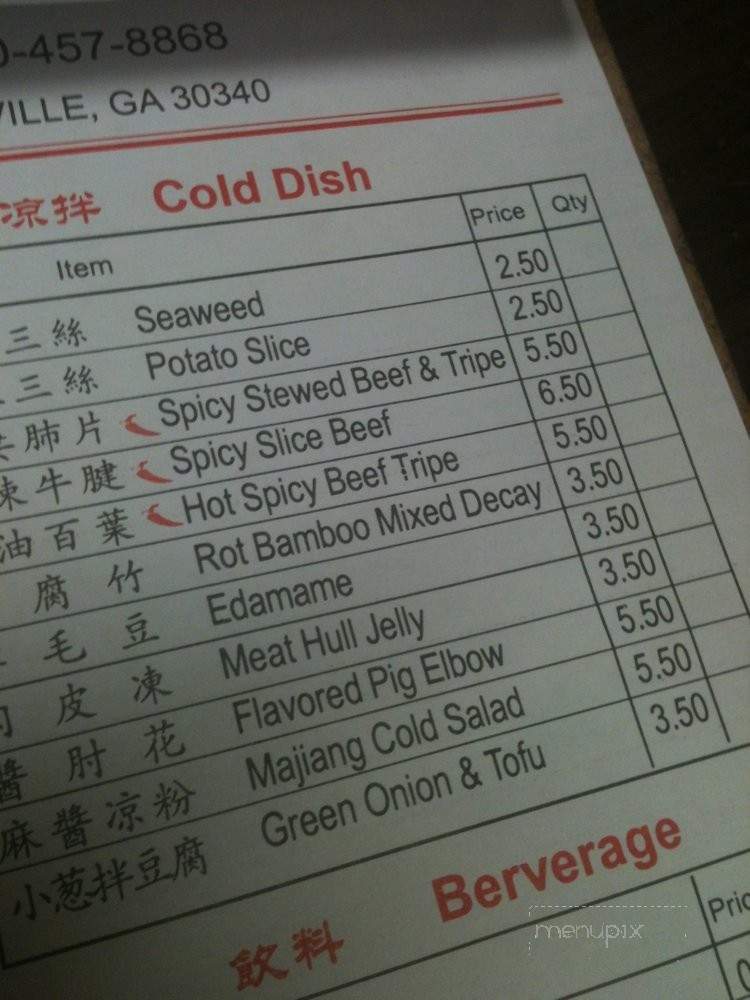 0-457-8868
VILLE, GA 30340
凉拌 Cold Dish
Item Price Qty
三絲 Seaweed 2.50
三絲 Potato Slice 2.50
肺片 Spicy Stewed Beef & Tripe 5.50
牛腱 Spicy Slice Beef 6.50
油百葉 Hot Spicy Beef Tripe 5.50
腐竹 Rot Bamboo Mixed Decay 3.50
毛豆 Edamame 3.50
皮凍 Meat Hull Jelly 3.50
醬肘花 Flavored Pig Elbow 5.50
麻醬凉粉 Majiang Cold Salad 5.50
小葱拌豆腐 Green Onion & Tofu 3.50
飲料 Berverage
Pric
menupix